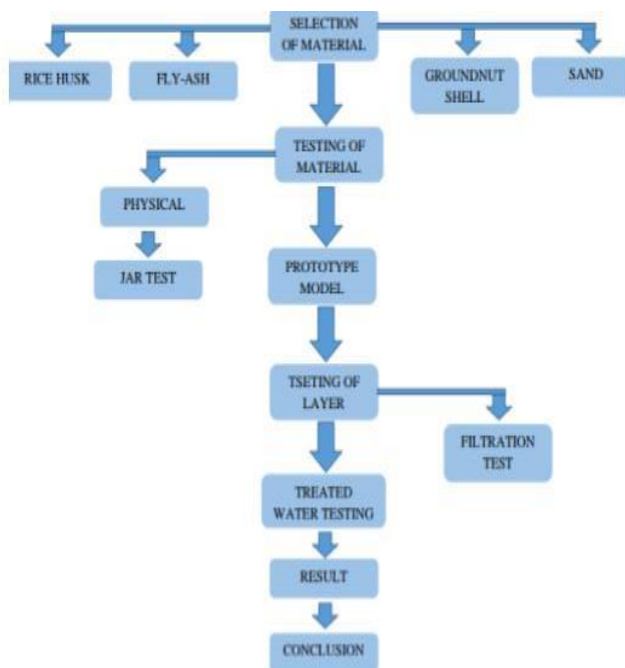 SELECTION
OF MATERIAL
RICE HUSK
FLY-ASH
GROUNDNUT
SHELL
SAND
TESTING OF
MATERIAL
PHYSICAL
JAR TEST
PROTOTYPE
MODEL
TSETING OF
LAYER
FILTRATION
TEST
TREATED
WATER TESTING
RESULT
CONCLUSION